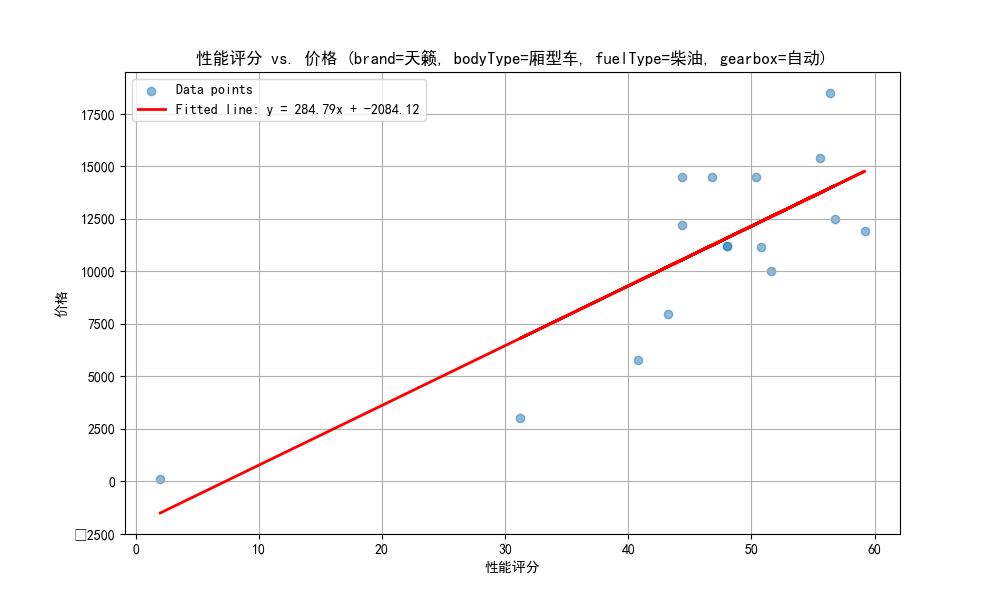 性能评分 vs. 价格 (brand=天籁, bodyType=厢型车, fuelType=柴油, gearbox=自动)
Data points
Fitted line: y = 284.79x + -2084.12
17500
15000
12500
10000
7500
5000
2500
0
□2500
价格
0 10 20 30 40 50 60
性能评分